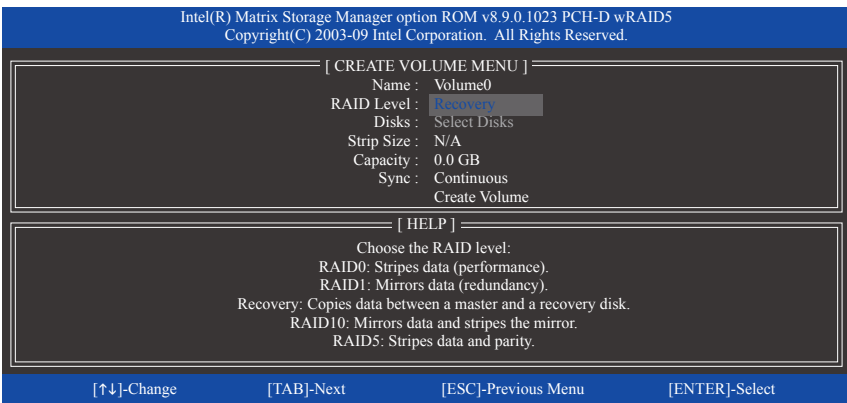 Intel(R) Matrix Storage Manager option ROM v8.9.0.1023 PCH-D wRAID5
Copyright(C) 2003-09 Intel Corporation. All Rights Reserved.
[ CREATE VOLUME MENU ]
Name : Volume0
RAID Level : Recovery
Disks : Select Disks
Strip Size : N/A
Capacity : 0.0 GB
Sync : Continuous
Create Volume
[ HELP ]
Choose the RAID level:
RAID0: Stripes data (performance).
RAID1: Mirrors data (redundancy).
Recovery: Copies data between a master and a recovery disk.
RAID10: Mirrors data and stripes the mirror.
RAID5: Stripes data and parity.
[↑↓]-Change [TAB]-Next [ESC]-Previous Menu [ENTER]-Select